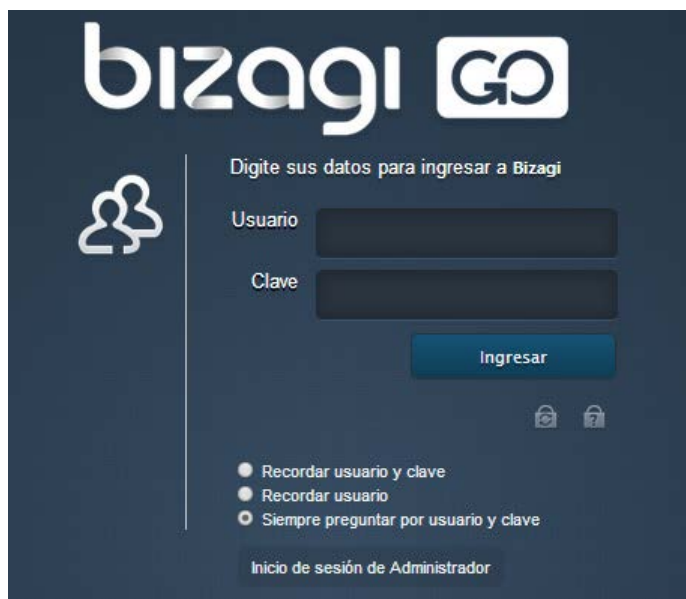 bizagi GO
Digite sus datos para ingresar a Bizagi
Usuario
Clave
Ingresar
?
Recordar usuario y clave
Recordar usuario
Siempre preguntar por usuario y clave
Inicio de sesión de Administrador